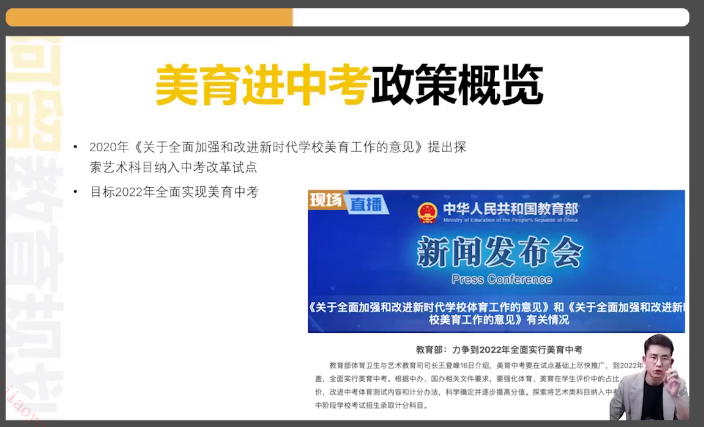 美育进中考政策概览
• 2020年《关于全面加强和改进新时代学校美育工作的意见》提出探
索艺术科目纳入中考改革试点
• 目标2022年全面实现美育中考
现场 直播
中华人民共和国教育部
Ministry of Education of the People's Republic of China
新闻发布会
Press Conference
《关于全面加强和改进新时代学校体育工作的意见》和《关于全面加强和改进新时
校美育工作的意见》有关情况
教育部：力争到2022年全面实行美育中考
教育部体育卫生与艺术教育司司长王登峰16日介绍，美育中考要在试点基础上尽快推广，到2022年
盖，全面实行美育中考。根据中办、国办相关文件要求，要强化体育、美育在学生评价中的占比
价，改进中考体育测试内容和计分办法，科学确定并逐步提高分值。探索将艺术类科目纳入中
中阶段学校考试招生录取计分科目。
教育规划